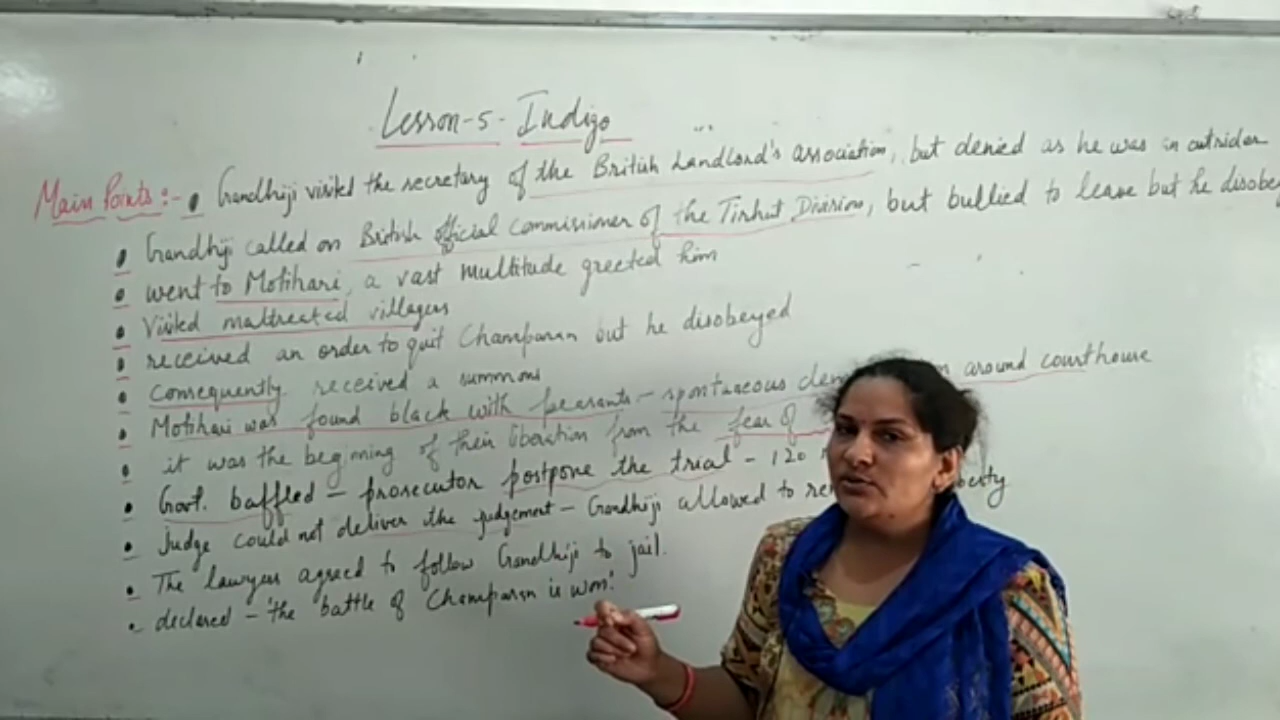 Lesson-5- Indigo
Main Points:- • Gandhiji visited the secretary of the British Landlord's association, but denied as he was an outsider
• Gandhiji called on British official commissioner of the Tirhut Division, but bullied to leave but he disobey
• went to Motihari, a vast multitude greeted him
• Visited maltreated villagers
• received an order to quit Champaran but he disobeyed
• Consequently received a summons
• Motihari was found black with peasants - spontaneous dem around courthouse
• it was the beginning of their liberation from the fear of
• Govt. baffled - prosecutor postpone the trial - 120
• Judge could not deliver the judgement - Gandhiji allowed to
• The lawyers agreed to follow Gandhiji to jail.
• declared - 'the battle of Champaran is won!'